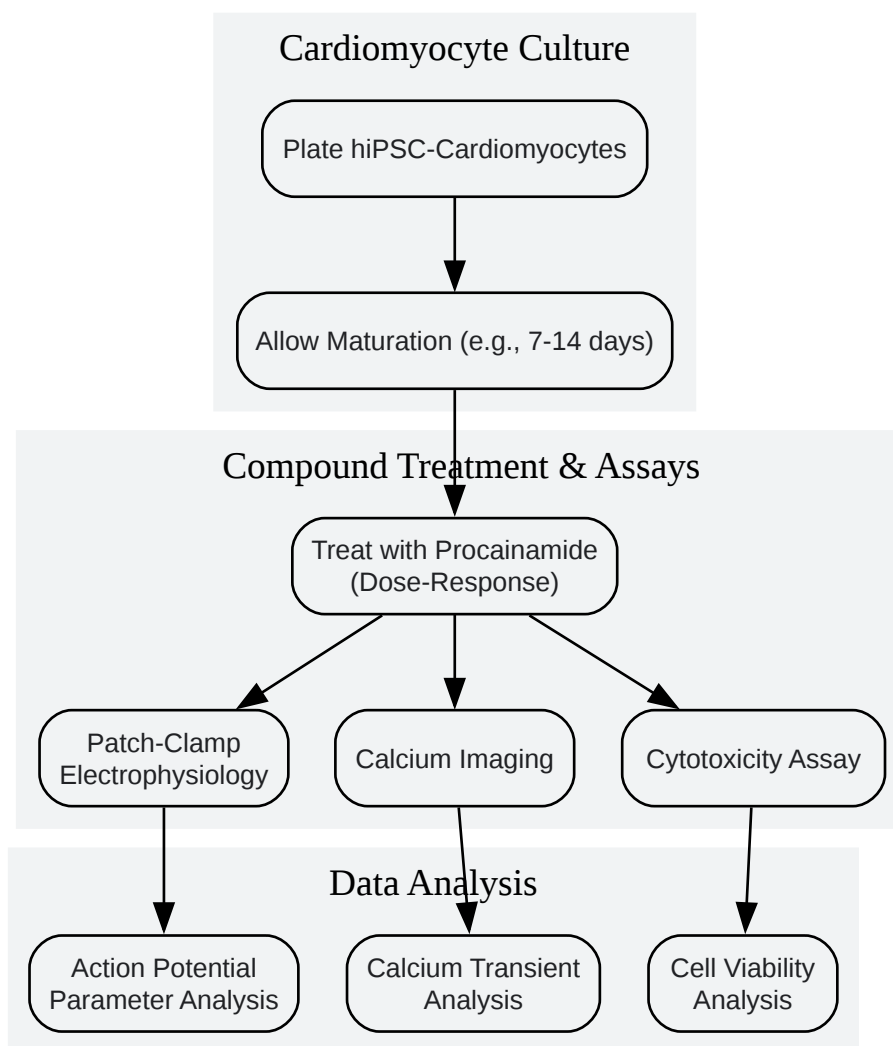 Cardiomyocyte Culture
Plate hiPSC-Cardiomyocytes
Allow Maturation (e.g., 7-14 days)
Compound Treatment & Assays
Treat with Procainamide
(Dose-Response)
Patch-Clamp
Electrophysiology
Calcium Imaging
Cytotoxicity Assay
Data Analysis
Action Potential
Parameter Analysis
Calcium Transient
Analysis
Cell Viability
Analysis